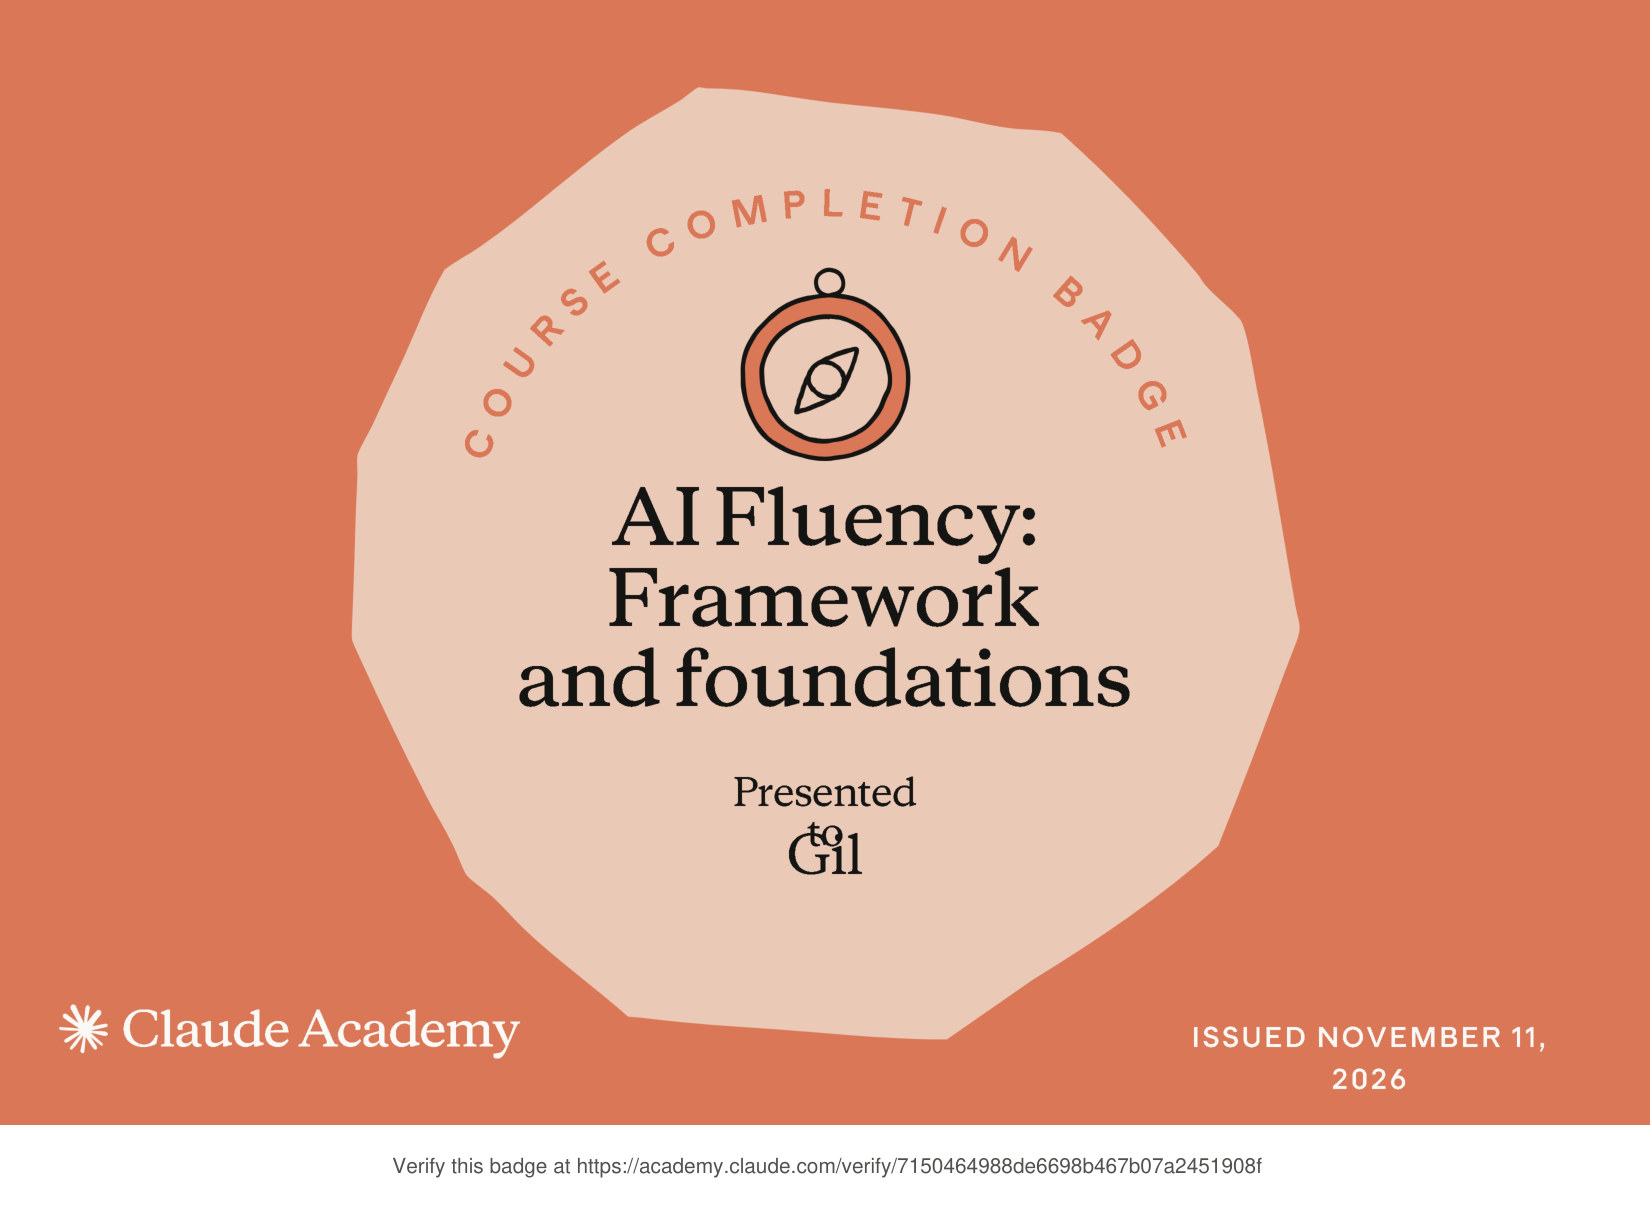 COURSE COMPLETION BADGE
AI Fluency:
Framework
and foundations
Presented
to
Gil
Claude Academy
ISSUED NOVEMBER 11,
2026
Verify this badge at https://academy.claude.com/verify/7150464988de6698b467b07a2451908f